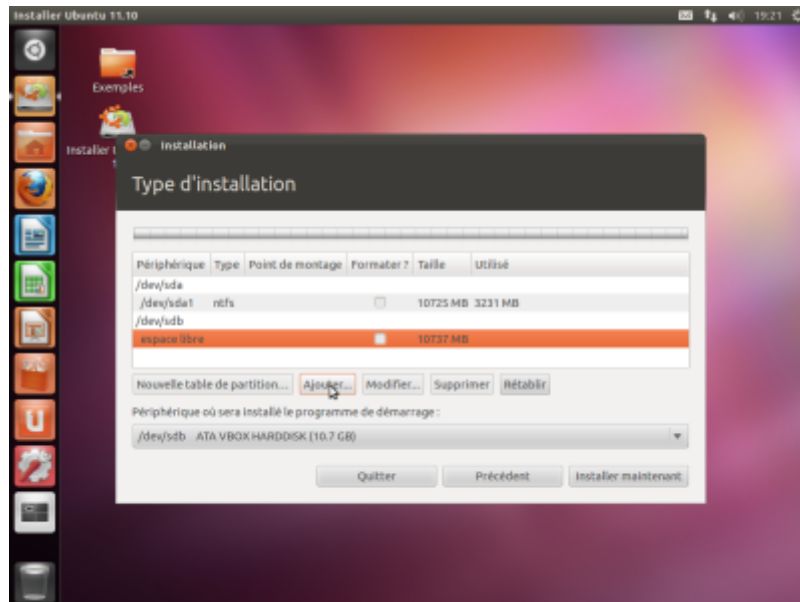 Installer Ubuntu 11.10 19:21
Exemples
Installer
Installation
Type d'installation
Périphérique Type Point de montage Formater ? Taille Utilisé
/dev/sda
/dev/sda1 ntfs 10725 MB 3231 MB
/dev/sdb
espace libre 10737 MB
Nouvelle table de partition... Ajouter... Modifier... Supprimer Rétablir
Périphérique où sera installé le programme de démarrage :
/dev/sdb ATA VBOX HARDDISK (10.7 GB)
Quitter Précédent Installer maintenant